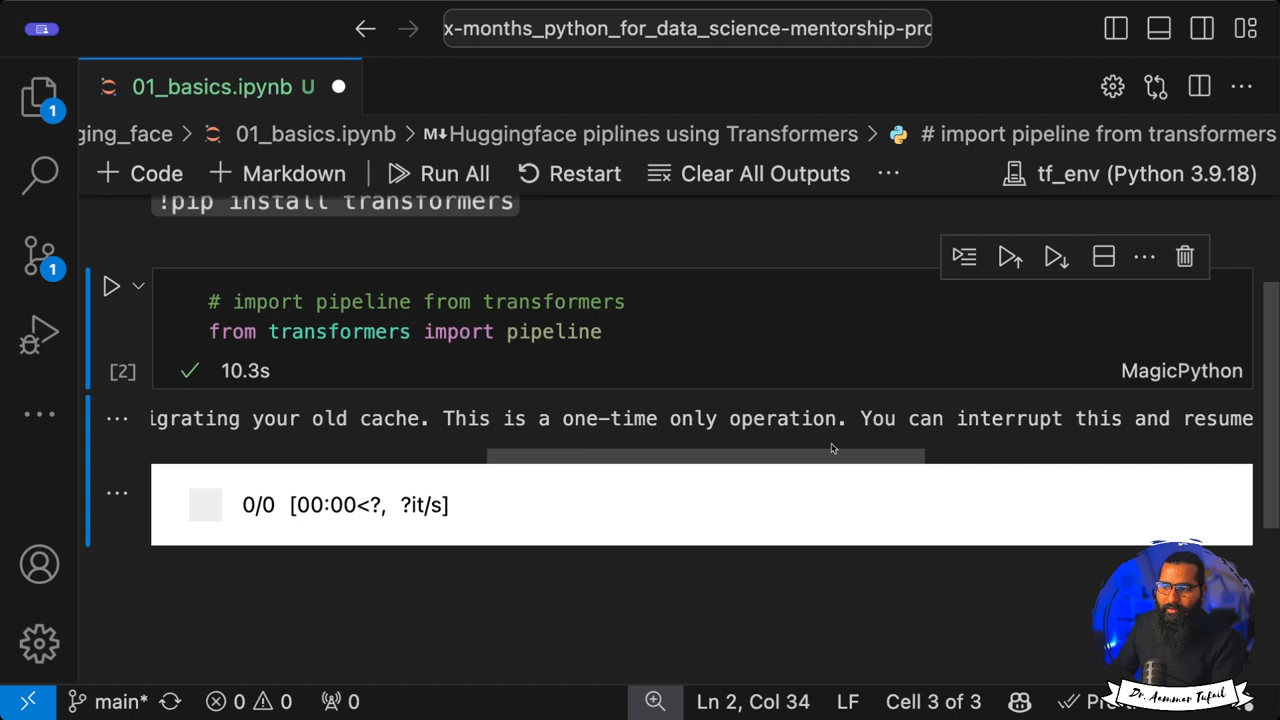 x-months_python_for_data_science-mentorship-prc
1
01_basics.ipynb U
ging_face > 01_basics.ipynb > M↓Huggingface piplines using Transformers > # import pipeline from transformers
+ Code + Markdown | Run All Restart Clear All Outputs ... tf_env (Python 3.9.18)
!pip install transformers
# import pipeline from transformers
from transformers import pipeline
[2] 10.3s MagicPython
igrating your old cache. This is a one-time only operation. You can interrupt this and resume
0/0 [00:00<?, ?it/s]
1
main* 0 0 0 Ln 2, Col 34 LF Cell 3 of 3
Dr. Aammar Tufail